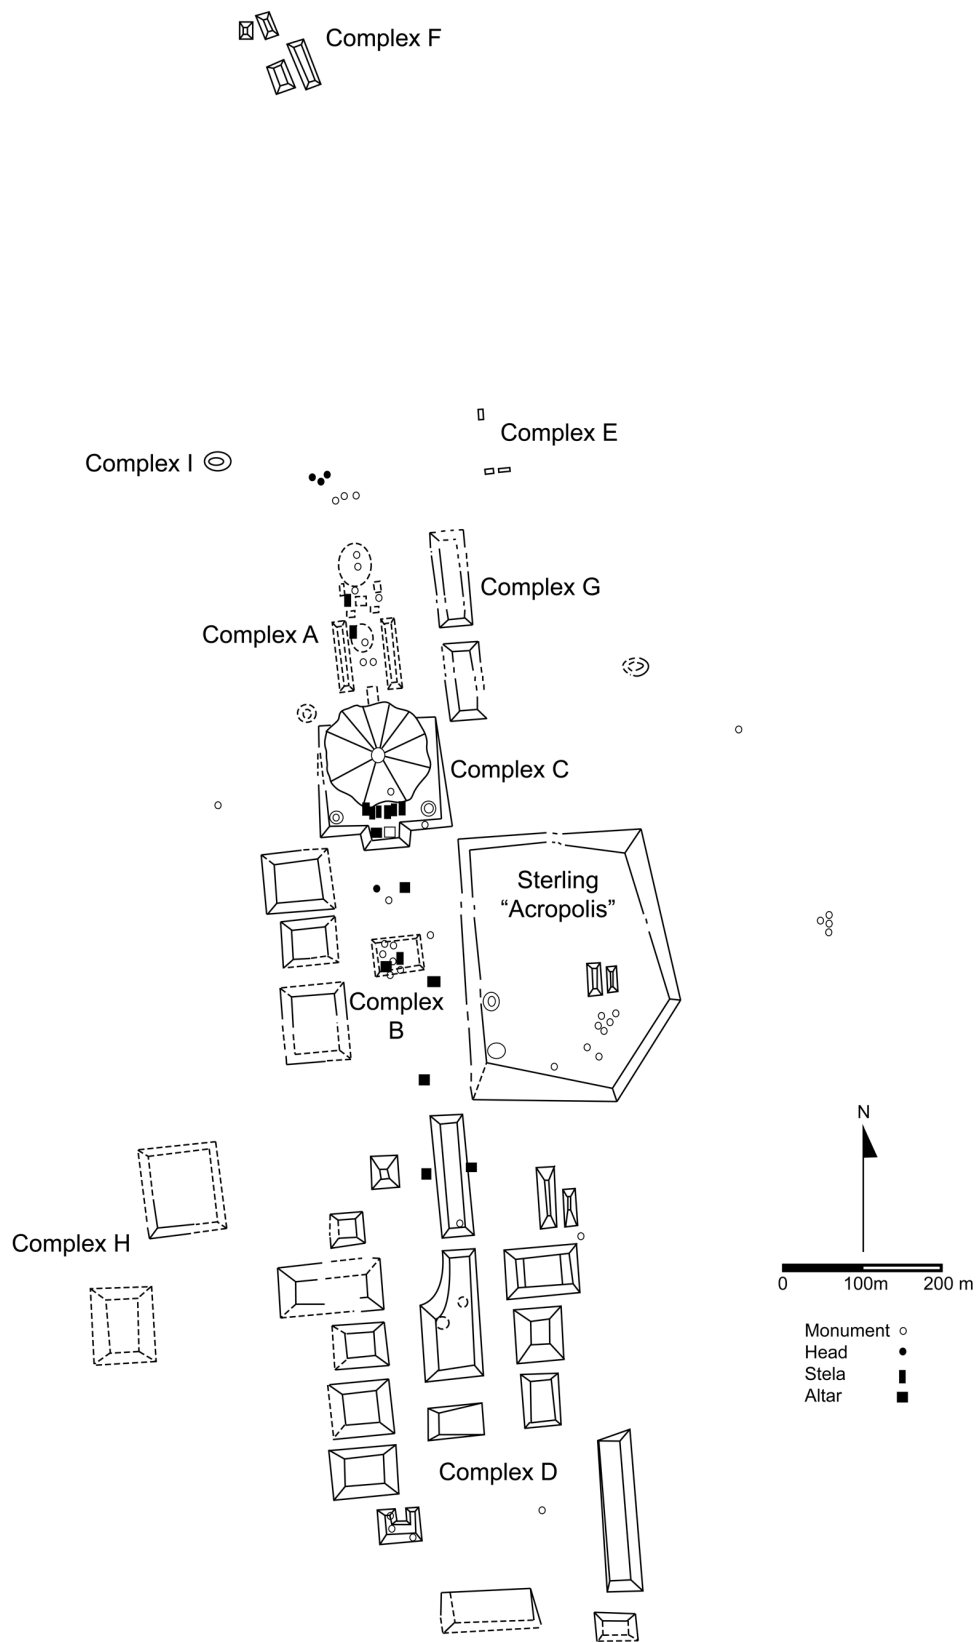 Complex F
Complex E
Complex I
Complex G
Complex A
Complex C
Sterling
“Acropolis”
Complex
B
N
Complex H
0 100m 200 m
Monument
Head
Stela
Altar
Complex D